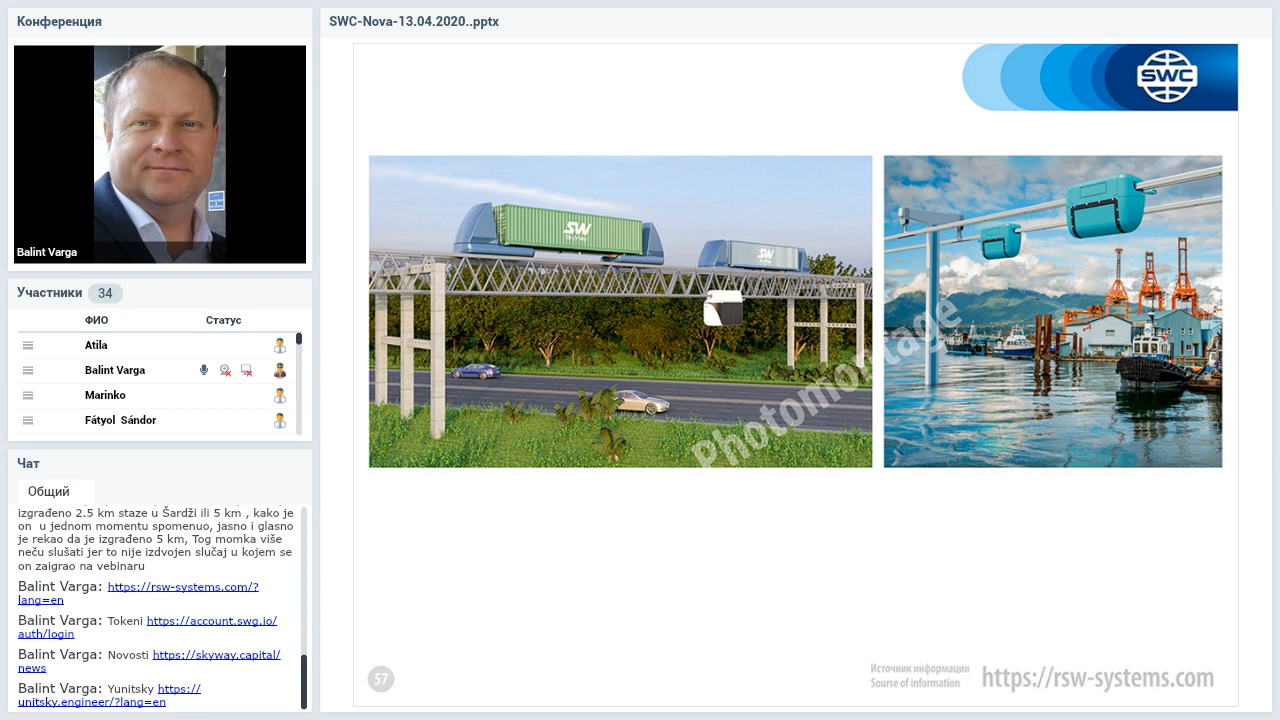 Конференция
Balint Varga
Участники 34
ФИО Статус
Atila
Balint Varga
Marinko
Fátyol Sándor
Чат
Общий
izgrađeno 2.5 km staze u Šardži ili 5 km , kako je
on u jednom momentu spomenuo, jasno i glasno
je rekao da je izgrađeno 5 km, Tog momka više
neču slušati jer to nije izdvojen slučaj u kojem se
on zaigrao na vebinaru
Balint Varga: https://rsw-systems.com/?
lang=en
Balint Varga: Tokeni https://account.swg.io/
auth/login
Balint Varga: Novosti https://skyway.capital/
news
Balint Varga: Yunitsky https://
unitsky.engineer/?lang=en
SWC-Nova-13.04.2020..pptx
SWC
SW
SkyWay
SW
Photomontage
57
Источник информации
Sourse of information
https://rsw-systems.com